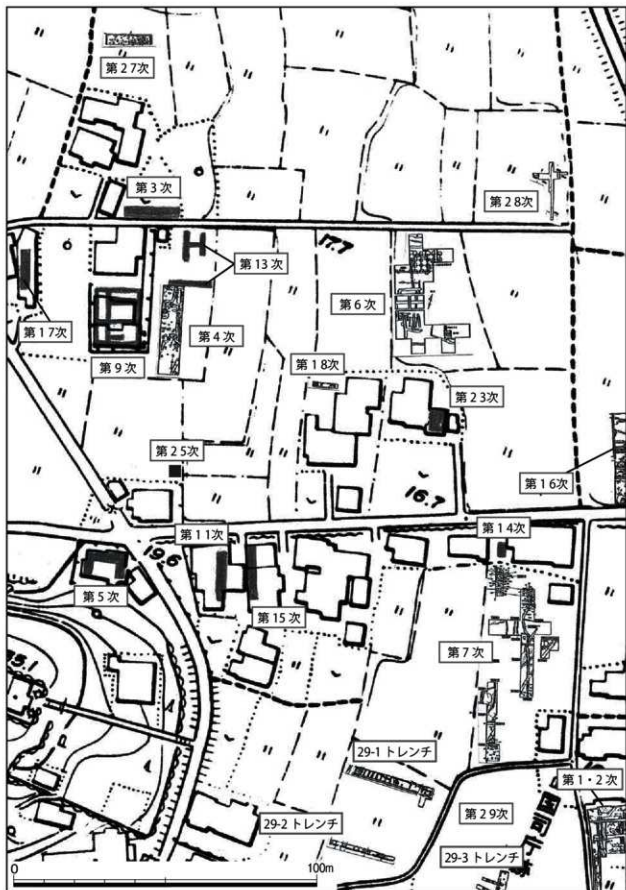 第27次
第3次
第28次
17.7
第13次
第6次
第17次
第4次
第9次
第18次
第23次
第25次
16.7
第16次
第11次
第14次
19.6
第5次
第15次
第7次
29-1トレンチ
第1・2次
第29次
29-2トレンチ
29-3トレンチ
0
100m